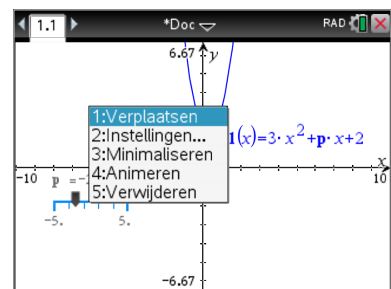 1.1 *Doc RAD
6.67 y
1:Verplaatsen
2:Instellingen...
1(x)=3·x²+p·x+2
3:Minimaliseren
x
-10 p =- 4:Animeren 10
5:Verwijderen
-5. 5.
-6.67